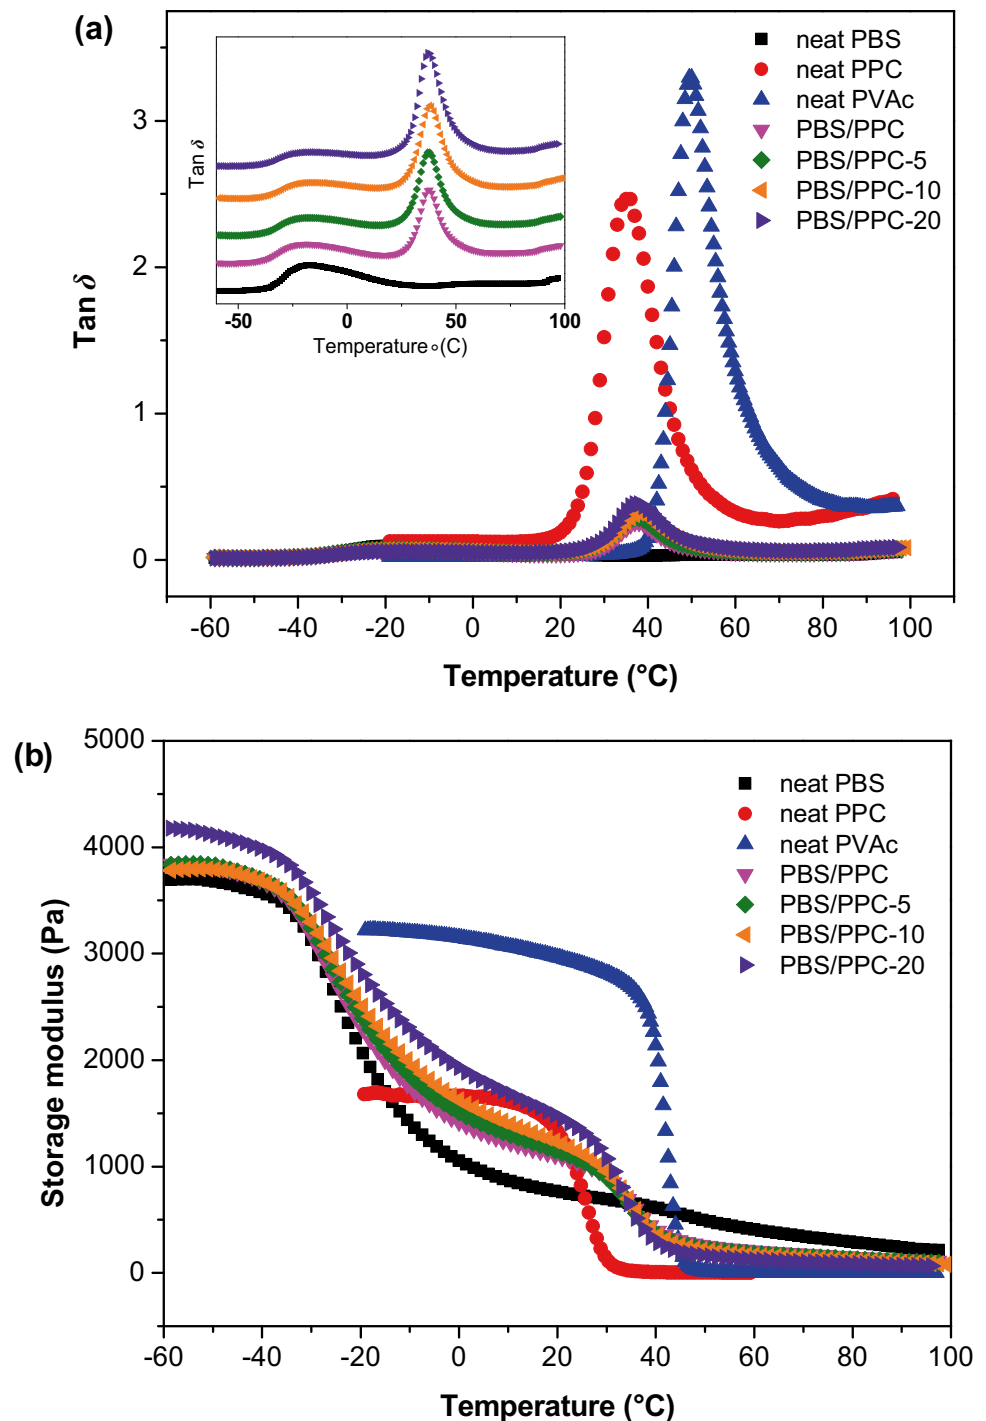 (a)
neat PBS
neat PPC
neat PVAc
PBS/PPC
PBS/PPC-5
PBS/PPC-10
PBS/PPC-20
Tan δ
-50 0 50 100
Temperature ∘(C)
3
2
1
0
Tan δ
-60 -40 -20 0 20 40 60 80 100
Temperature (°C)
(b)
neat PBS
neat PPC
neat PVAc
PBS/PPC
PBS/PPC-5
PBS/PPC-10
PBS/PPC-20
5000
4000
3000
2000
1000
0
Storage modulus (Pa)
-60 -40 -20 0 20 40 60 80 100
Temperature (°C)